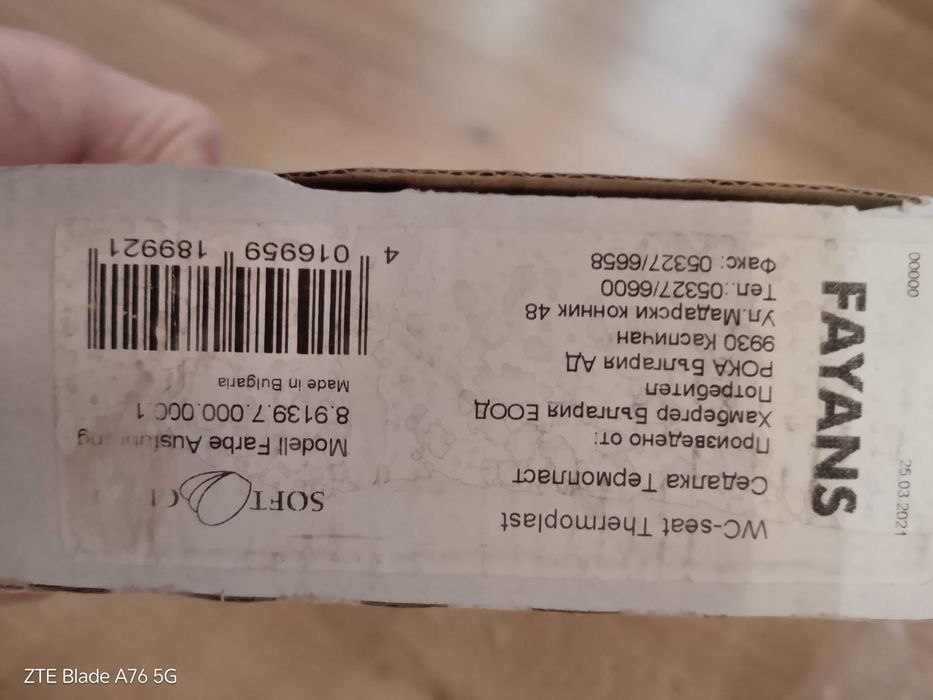 WC-seat Thermoplast
Седалка Термопласт
Произведено от:
Хамбергер България ЕООД
Потребител
РОКА България АД
9930 Каспичан
Ул.Мадарски конник 48
Тел.:05327/6600
Факс: 05327/6658
SOFT
Modell Farbe
8.9139.7.000.000.1
Made in Bulgaria
4 016959 189921
FAYANS
25.03.2021
00000
ZTE Blade A76 5G